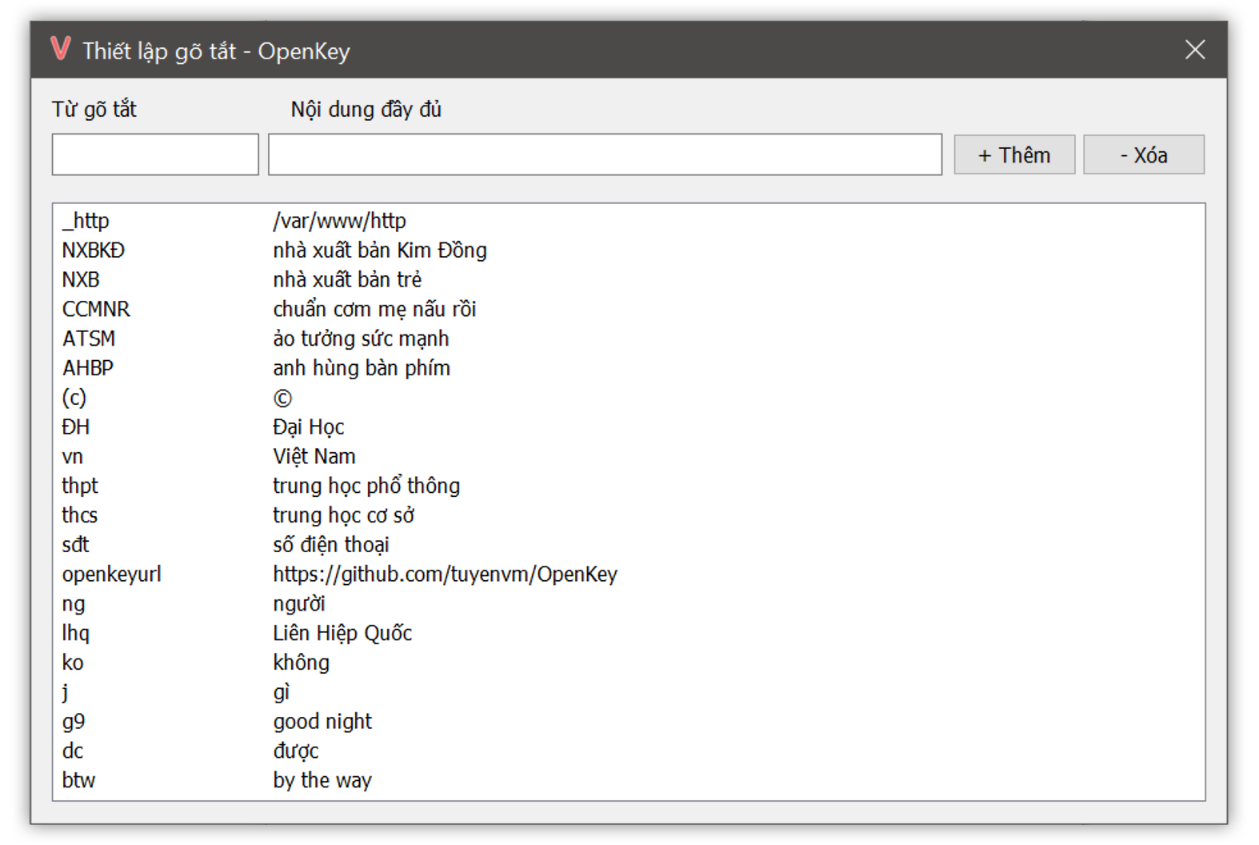 Thiết lập gõ tắt - OpenKey
Từ gõ tắt Nội dung đầy đủ
+ Thêm - Xóa
_http /var/www/http
NXBKĐ nhà xuất bản Kim Đồng
NXB nhà xuất bản trẻ
CCMNR chuẩn cơm mẹ nấu rồi
ATSM ảo tưởng sức mạnh
AHBP anh hùng bàn phím
(c) ©
ĐH Đại Học
vn Việt Nam
thpt trung học phổ thông
thcs trung học cơ sở
sđt số điện thoại
openkeyurl https://github.com/tuyenvm/OpenKey
ng người
lhq Liên Hiệp Quốc
ko không
j gì
g9 good night
dc được
btw by the way